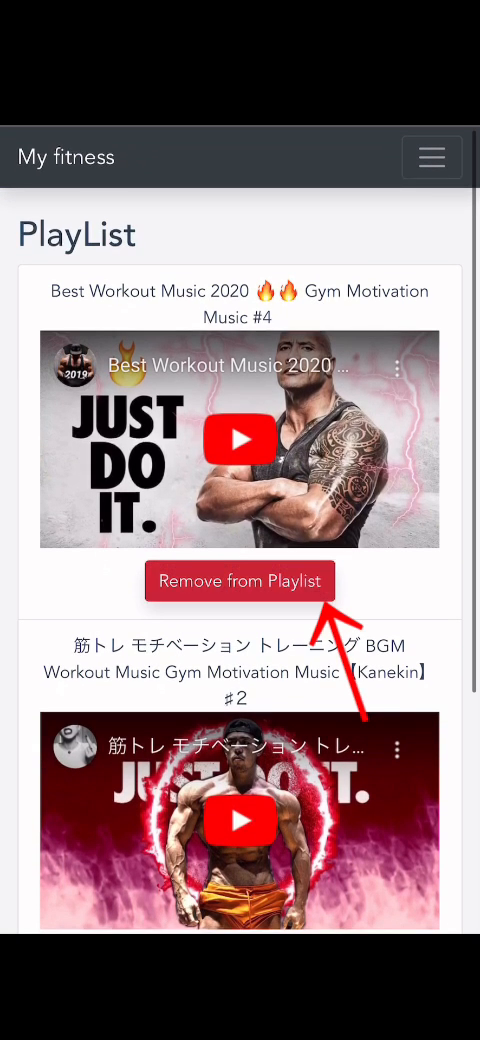 My fitness
PlayList
Best Workout Music 2020 🔥🔥 Gym Motivation
Music #4
2019
Best Workout Music 2020 ...
JUST
DO
IT.
Remove from Playlist
筋トレ モチベーション トレーニング BGM
Workout Music Gym Motivation Music【Kanekin】
♯2
筋トレ モチベーション トレ...
JUST DO IT.